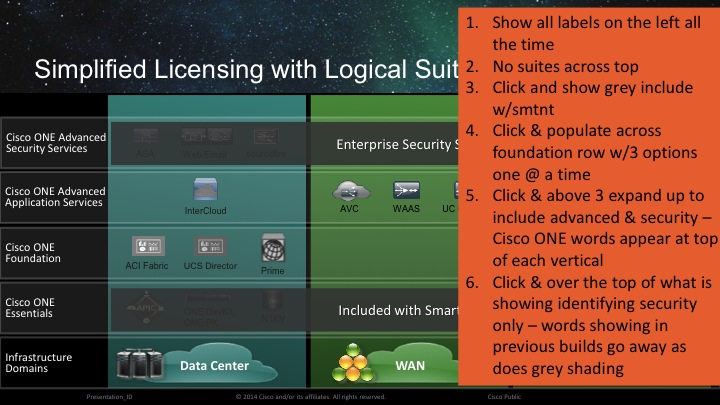 Simplified Licensing with Logical Suit
Cisco ONE Advanced
Security Services
Enterprise Security S
Cisco ONE Advanced
Application Services
InterCloud
AVC
WAAS
UC
Cisco ONE
Foundation
ACI Fabric
UCS Director
Prime
Cisco ONE
Essentials
APIC
Included with Smar
Infrastructure
Domains
Data Center
WAN
1. Show all labels on the left all
the time
2. No suites across top
3. Click and show grey include
w/smtnt
4. Click & populate across
foundation row w/3 options
one @ a time
5. Click & above 3 expand up to
include advanced & security –
Cisco ONE words appear at top
of each vertical
6. Click & over the top of what is
showing identifying security
only – words showing in
previous builds go away as
does grey shading
Presentation_ID
© 2014 Cisco and/or its affiliates. All rights reserved.
Cisco Public